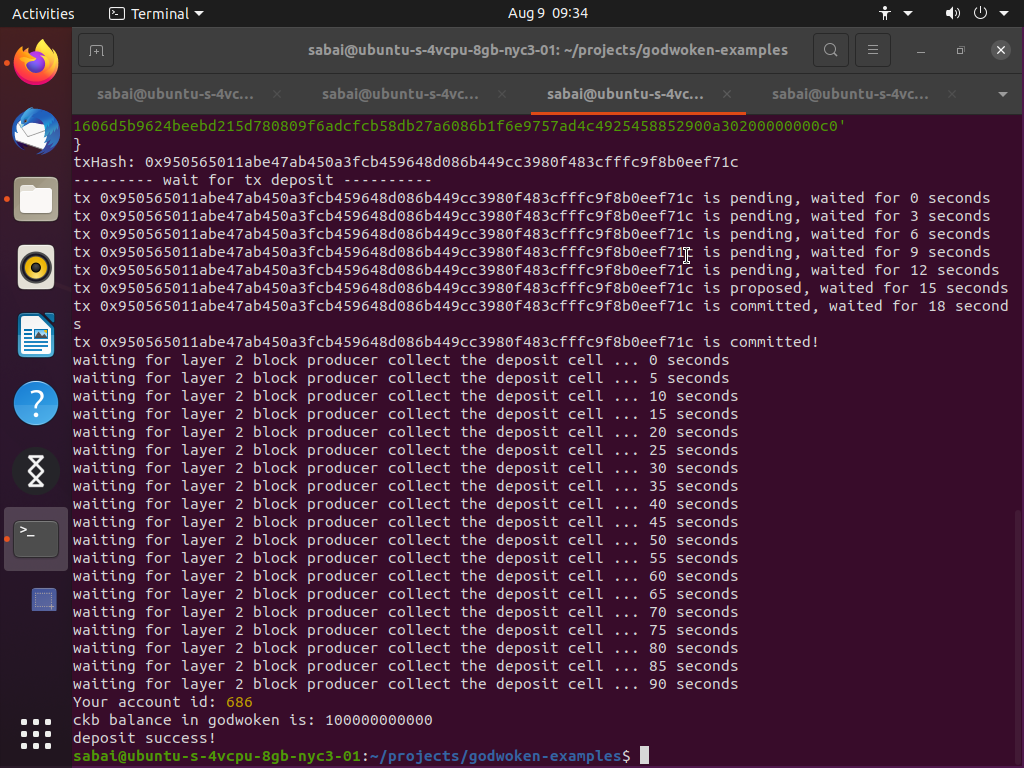 Activities
Terminal
Aug 9 09:34
sabai@ubuntu-s-4vcpu-8gb-nyc3-01: ~/projects/godwoken-examples
sabai@ubuntu-s-4vc...
sabai@ubuntu-s-4vc...
sabai@ubuntu-s-4vc...
sabai@ubuntu-s-4vc...
1606d5b9624beebd215d780809f6adcfcb58db27a6086b1f6e9757ad4c4925458852900a30200000000c0'
}
txHash: 0x950565011abe47ab450a3fcb459648d086b449cc3980f483cfffc9f8b0eef71c
--------- wait for tx deposit ----------
tx 0x950565011abe47ab450a3fcb459648d086b449cc3980f483cfffc9f8b0eef71c is pending, waited for 0 seconds
tx 0x950565011abe47ab450a3fcb459648d086b449cc3980f483cfffc9f8b0eef71c is pending, waited for 3 seconds
tx 0x950565011abe47ab450a3fcb459648d086b449cc3980f483cfffc9f8b0eef71c is pending, waited for 6 seconds
tx 0x950565011abe47ab450a3fcb459648d086b449cc3980f483cfffc9f8b0eef71c is pending, waited for 9 seconds
tx 0x950565011abe47ab450a3fcb459648d086b449cc3980f483cfffc9f8b0eef71c is pending, waited for 12 seconds
tx 0x950565011abe47ab450a3fcb459648d086b449cc3980f483cfffc9f8b0eef71c is proposed, waited for 15 seconds
tx 0x950565011abe47ab450a3fcb459648d086b449cc3980f483cfffc9f8b0eef71c is committed, waited for 18 second
s
tx 0x950565011abe47ab450a3fcb459648d086b449cc3980f483cfffc9f8b0eef71c is committed!
waiting for layer 2 block producer collect the deposit cell ... 0 seconds
waiting for layer 2 block producer collect the deposit cell ... 5 seconds
waiting for layer 2 block producer collect the deposit cell ... 10 seconds
waiting for layer 2 block producer collect the deposit cell ... 15 seconds
waiting for layer 2 block producer collect the deposit cell ... 20 seconds
waiting for layer 2 block producer collect the deposit cell ... 25 seconds
waiting for layer 2 block producer collect the deposit cell ... 30 seconds
waiting for layer 2 block producer collect the deposit cell ... 35 seconds
waiting for layer 2 block producer collect the deposit cell ... 40 seconds
waiting for layer 2 block producer collect the deposit cell ... 45 seconds
waiting for layer 2 block producer collect the deposit cell ... 50 seconds
waiting for layer 2 block producer collect the deposit cell ... 55 seconds
waiting for layer 2 block producer collect the deposit cell ... 60 seconds
waiting for layer 2 block producer collect the deposit cell ... 65 seconds
waiting for layer 2 block producer collect the deposit cell ... 70 seconds
waiting for layer 2 block producer collect the deposit cell ... 75 seconds
waiting for layer 2 block producer collect the deposit cell ... 80 seconds
waiting for layer 2 block producer collect the deposit cell ... 85 seconds
waiting for layer 2 block producer collect the deposit cell ... 90 seconds
Your account id: 686
ckb balance in godwoken is: 100000000000
deposit success!
sabai@ubuntu-s-4vcpu-8gb-nyc3-01:~/projects/godwoken-examples$